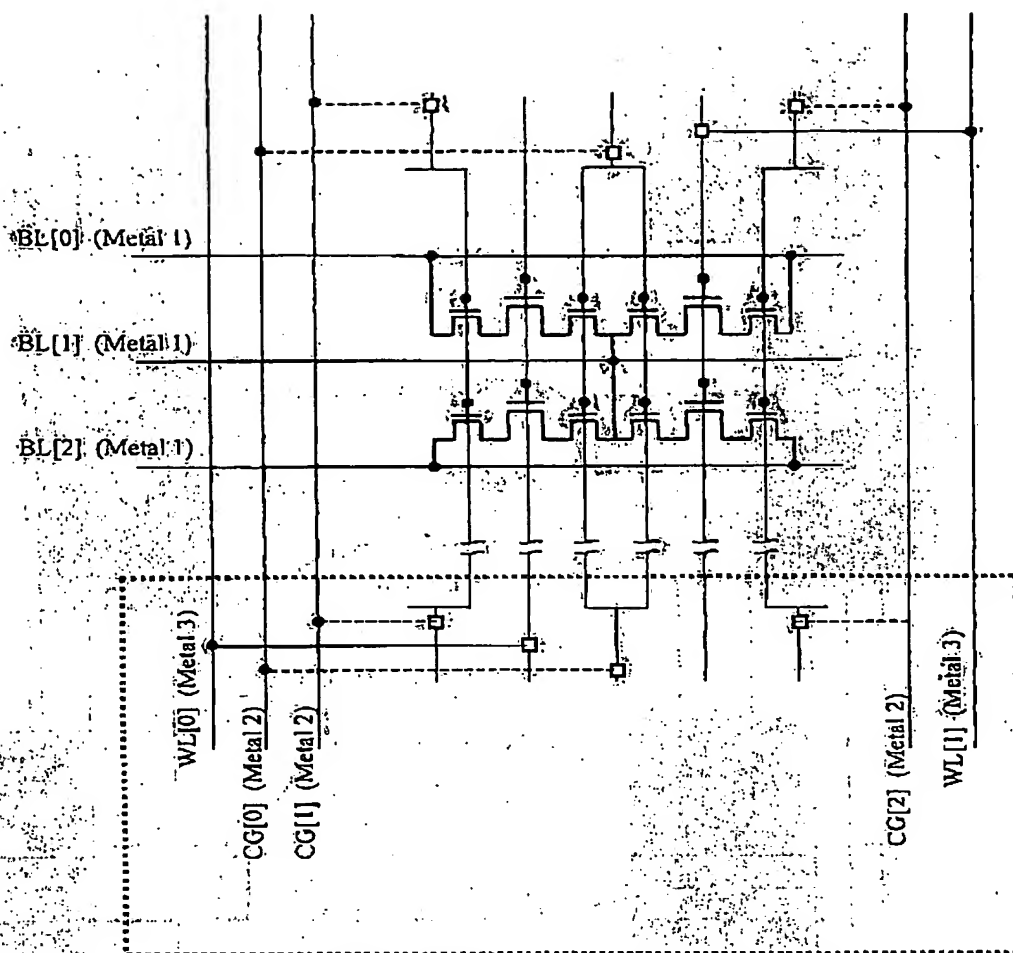 BL[0] (Metal 1)
BL[1] (Metal 1)
BL[2] (Metal 1)
WL[0] (Metal 3)
CG[0] (Metal 2)
CG[1] (Metal 2)
CG[2] (Metal 2)
WL[1] (Metal 3)